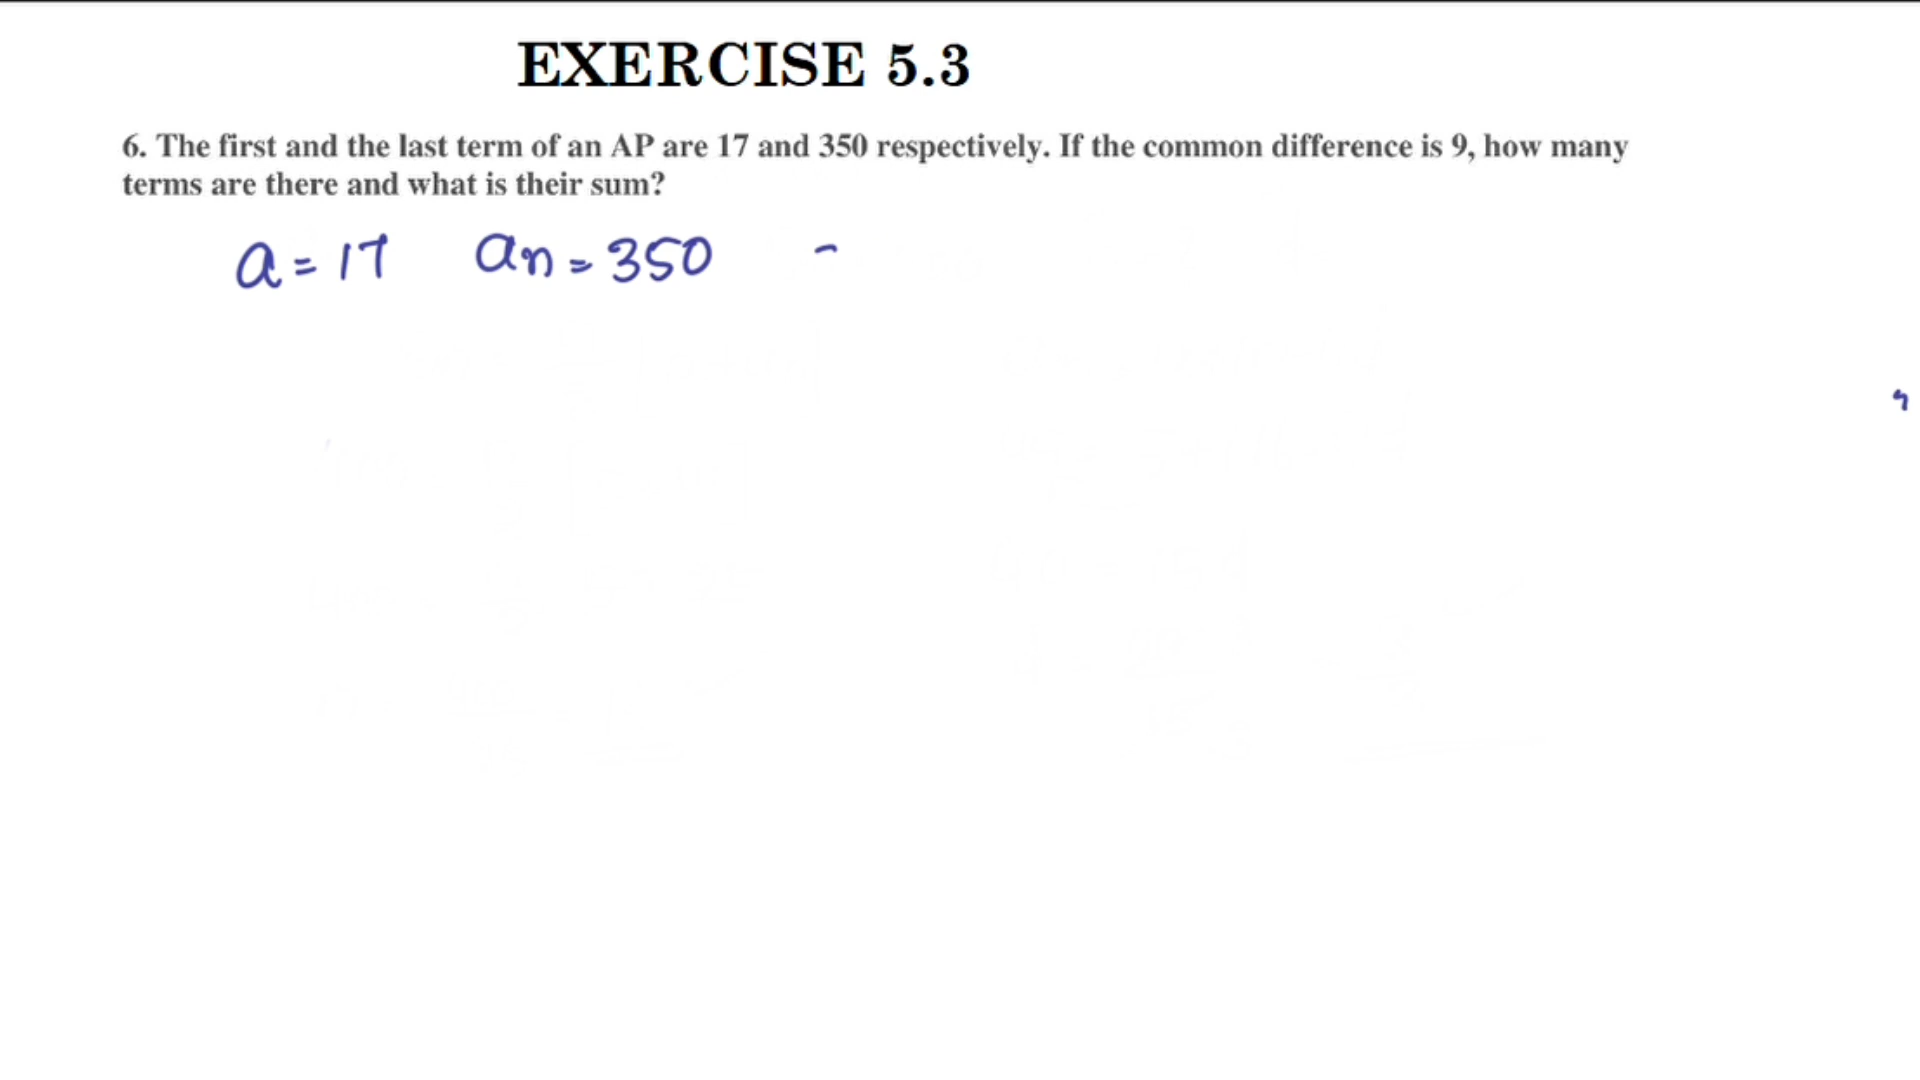 EXERCISE 5.3
6. The first and the last term of an AP are 17 and 350 respectively. If the common difference is 9, how many
terms are there and what is their sum?
a = 17 an = 350